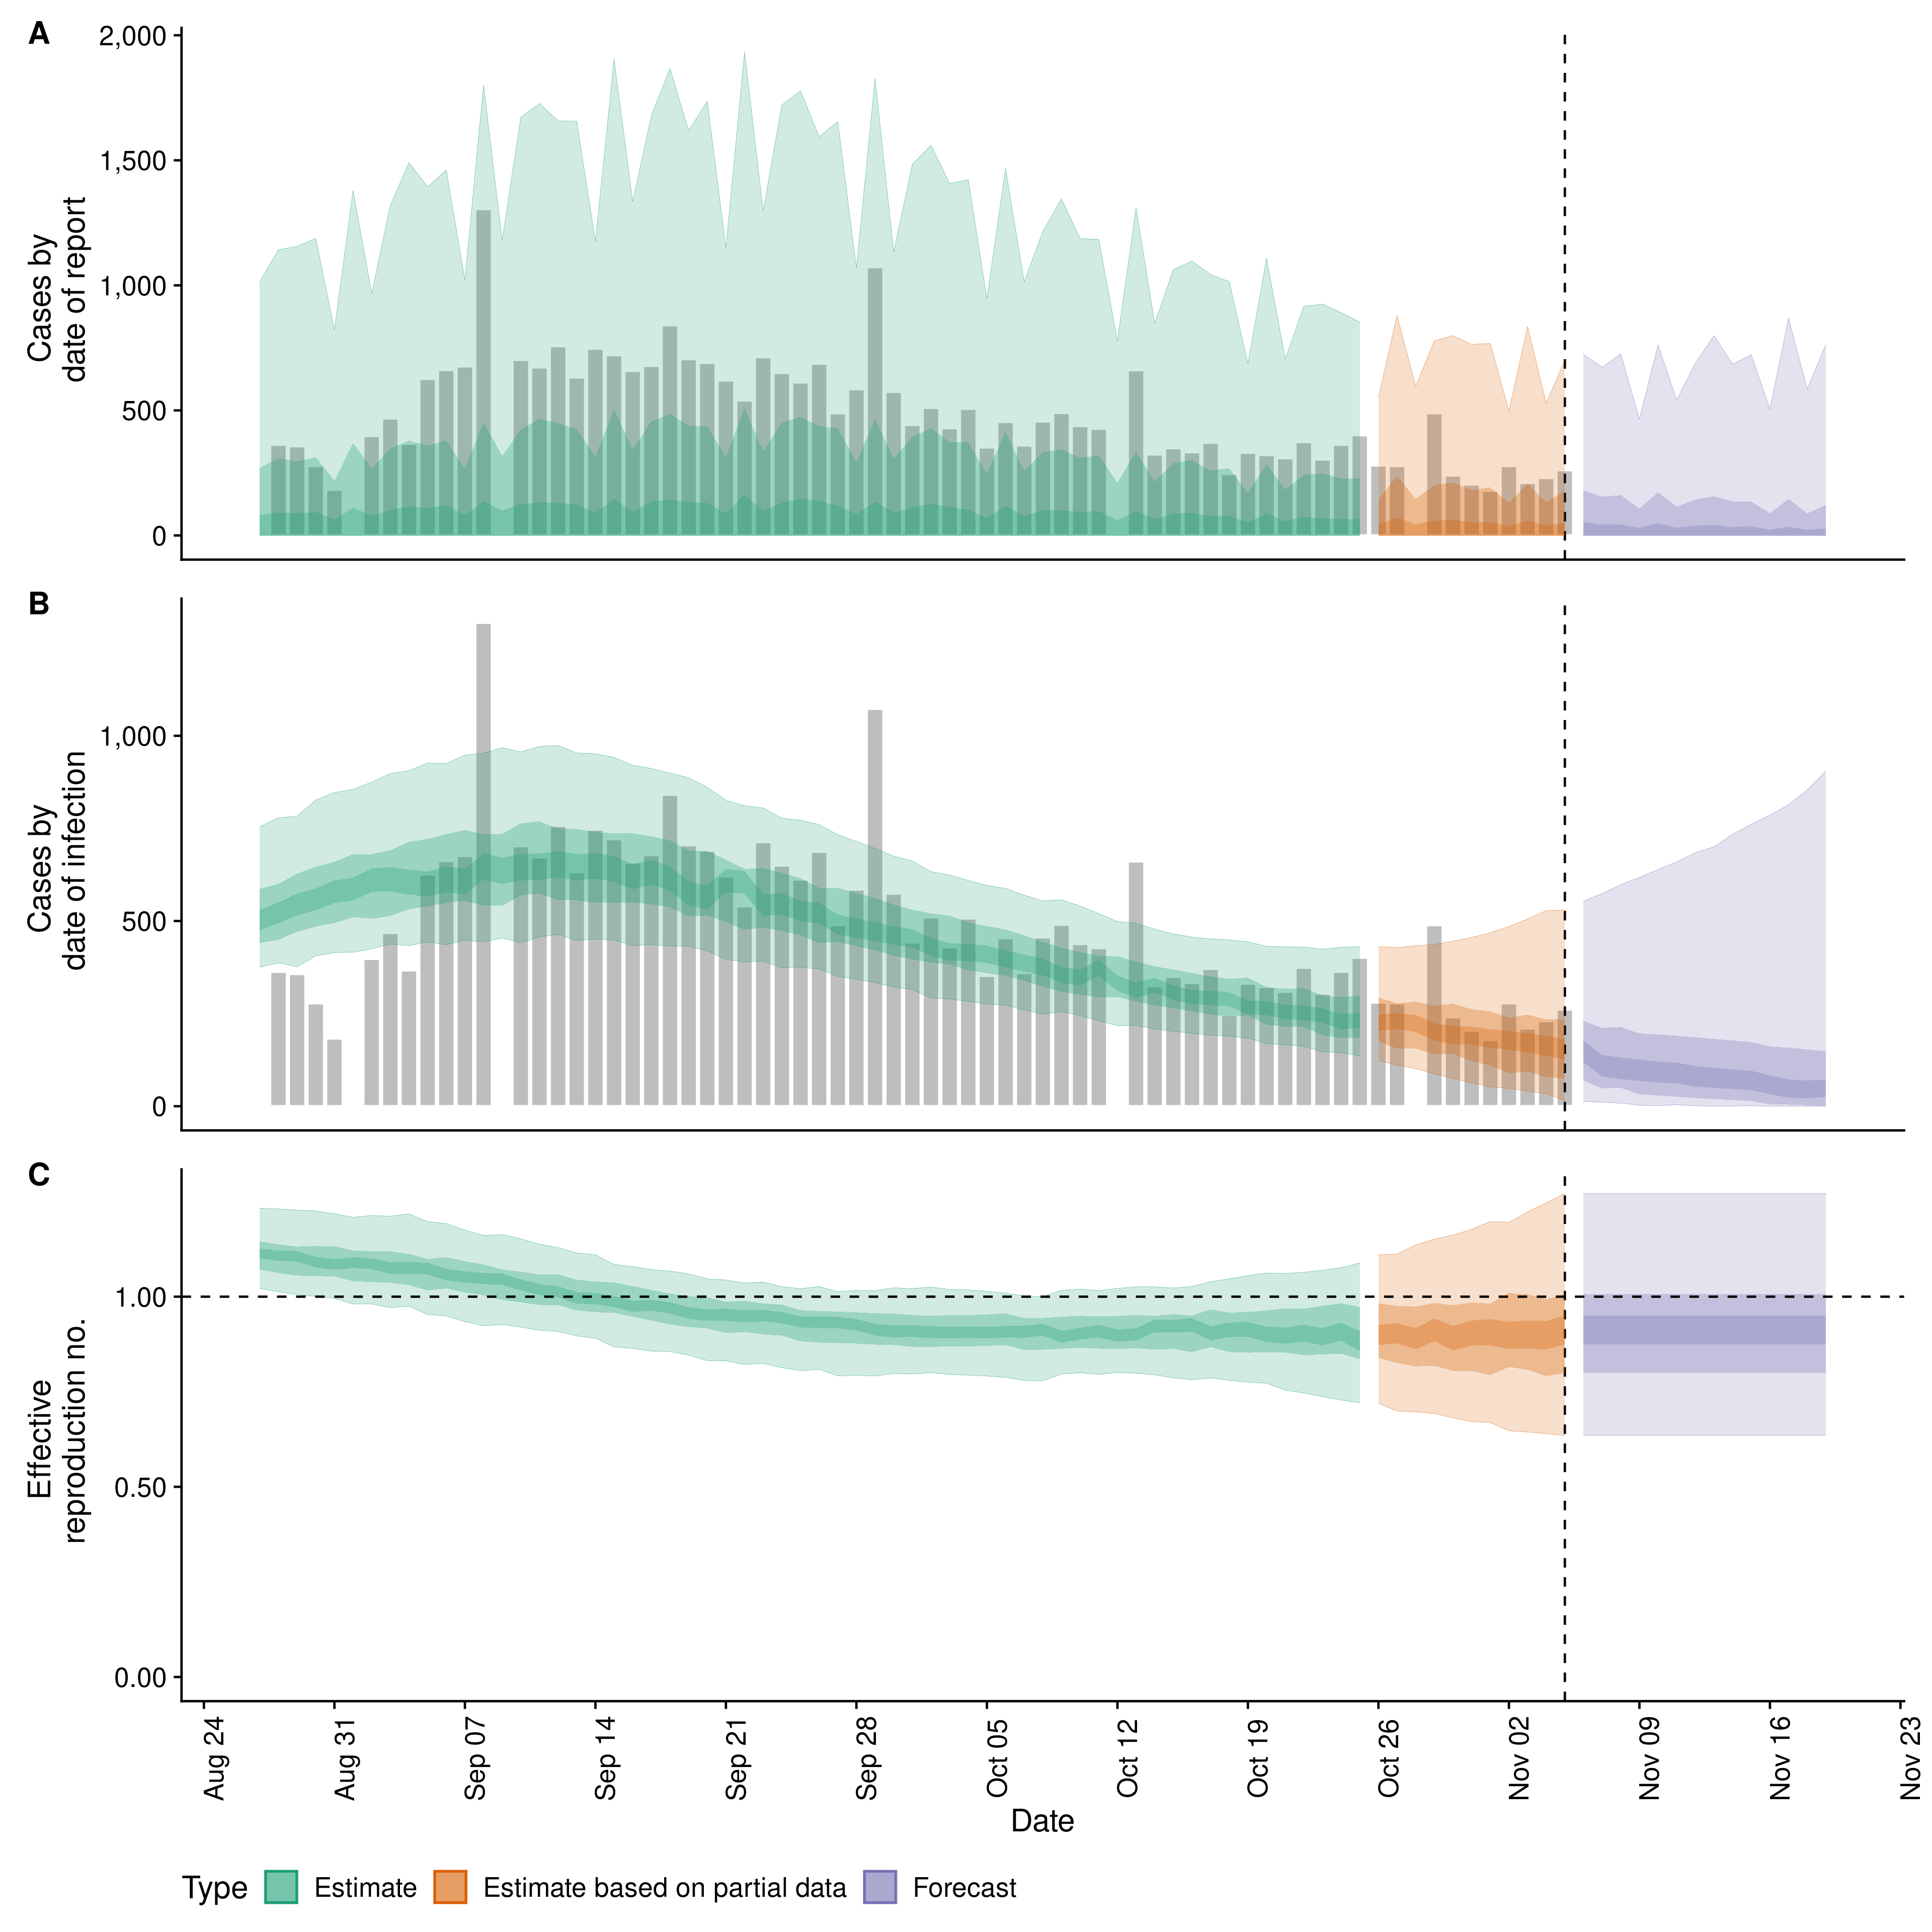 A
Cases by
date of report
2,000
1,500
1,000
500
0
B
Cases by
date of infection
1,000
500
0
C
Effective
reproduction no.
1.00
0.50
0.00
Aug 24
Aug 31
Sep 07
Sep 14
Sep 21
Sep 28
Oct 05
Oct 12
Oct 19
Oct 26
Nov 02
Nov 09
Nov 16
Nov 23
Date
Type Estimate Estimate based on partial data Forecast